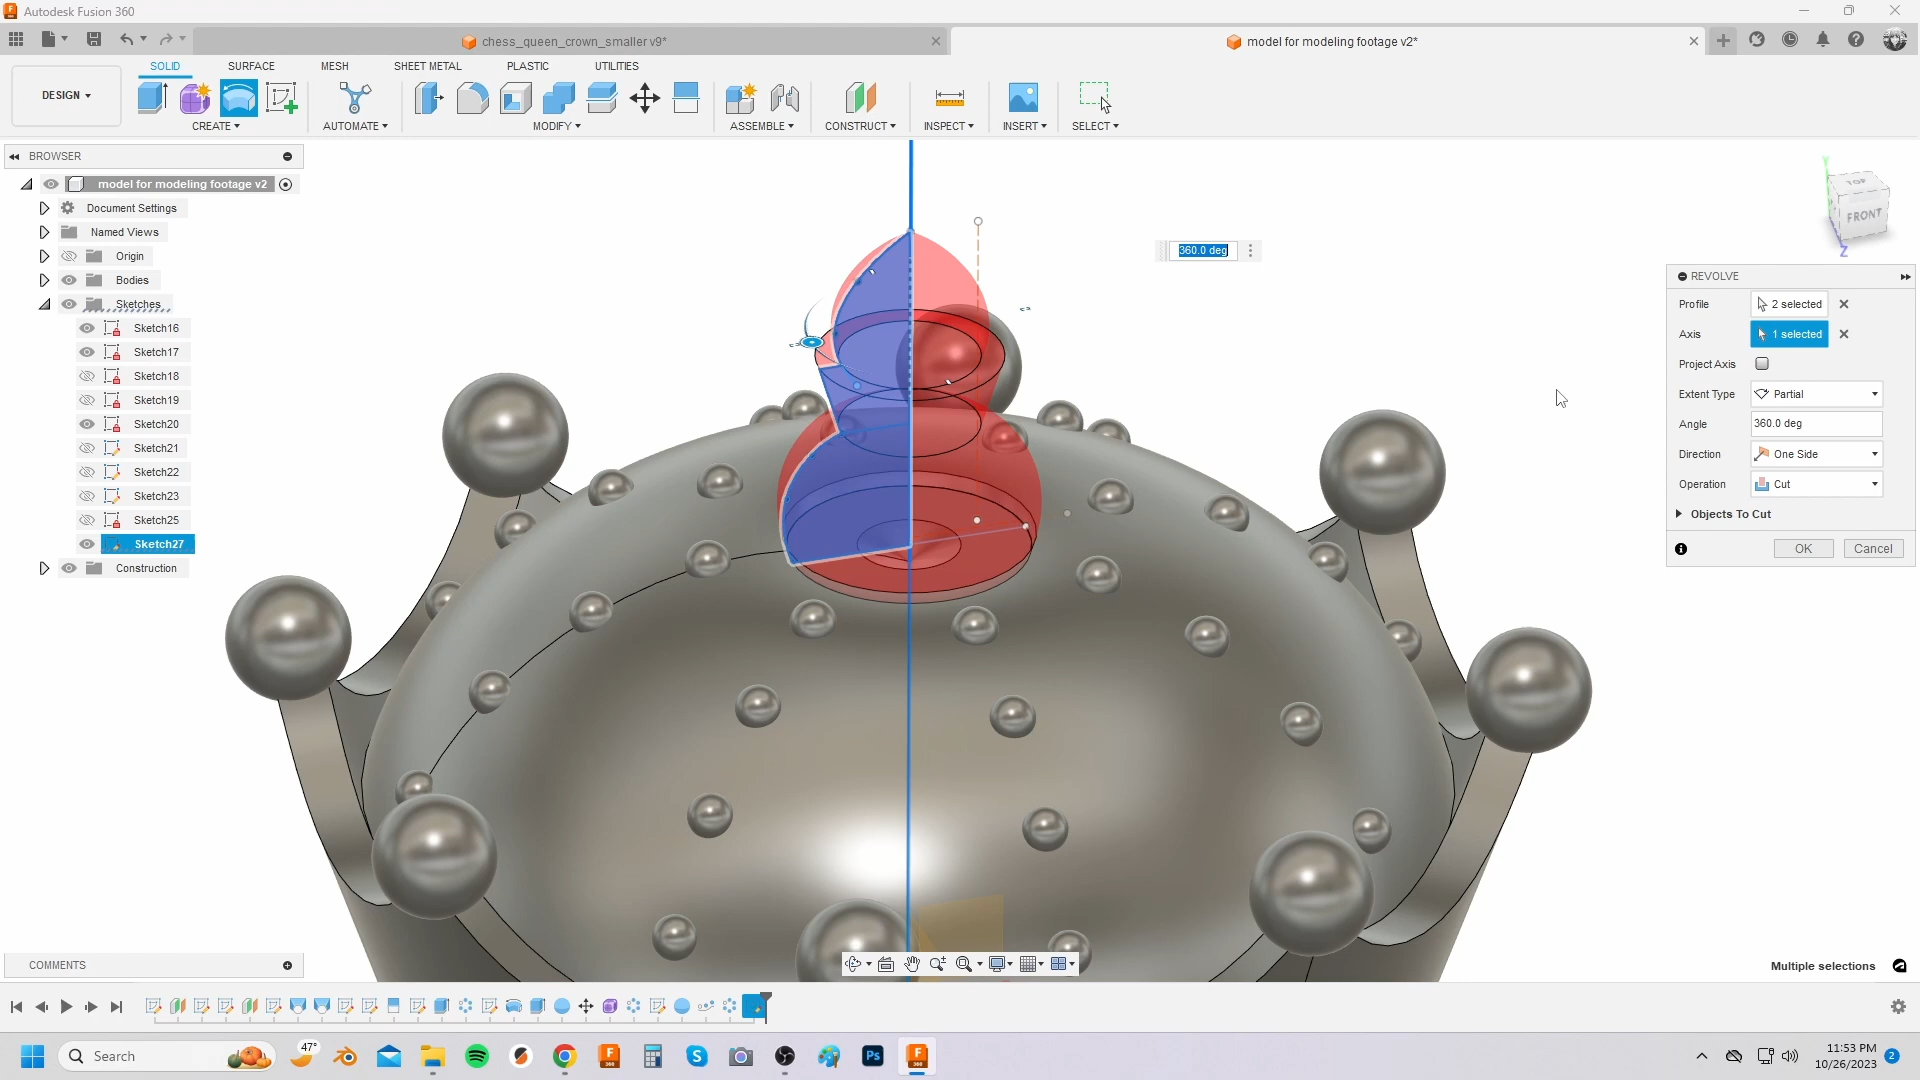 Autodesk Fusion 360
chess_queen_crown_smaller v9*
model for modeling footage v2*
DESIGN
SOLID
SURFACE
MESH
SHEET METAL
PLASTIC
UTILITIES
CREATE
AUTOMATE
MODIFY
ASSEMBLE
CONSTRUCT
INSPECT
INSERT
SELECT
BROWSER
model for modeling footage v2
Document Settings
Named Views
Origin
Bodies
Sketches
Sketch16
Sketch17
Sketch18
Sketch19
Sketch20
Sketch21
Sketch22
Sketch23
Sketch25
Sketch27
Construction
360.0 deg
TOP
FRONT
Y
Z
REVOLVE
Profile 2 selected
Axis 1 selected
Project Axis
Extent Type Partial
Angle 360.0 deg
Direction One Side
Operation Cut
Objects To Cut
OK Cancel
COMMENTS
Multiple selections
Search
47°
F
360
Ps
F
360
11:53 PM
10/26/2023
2